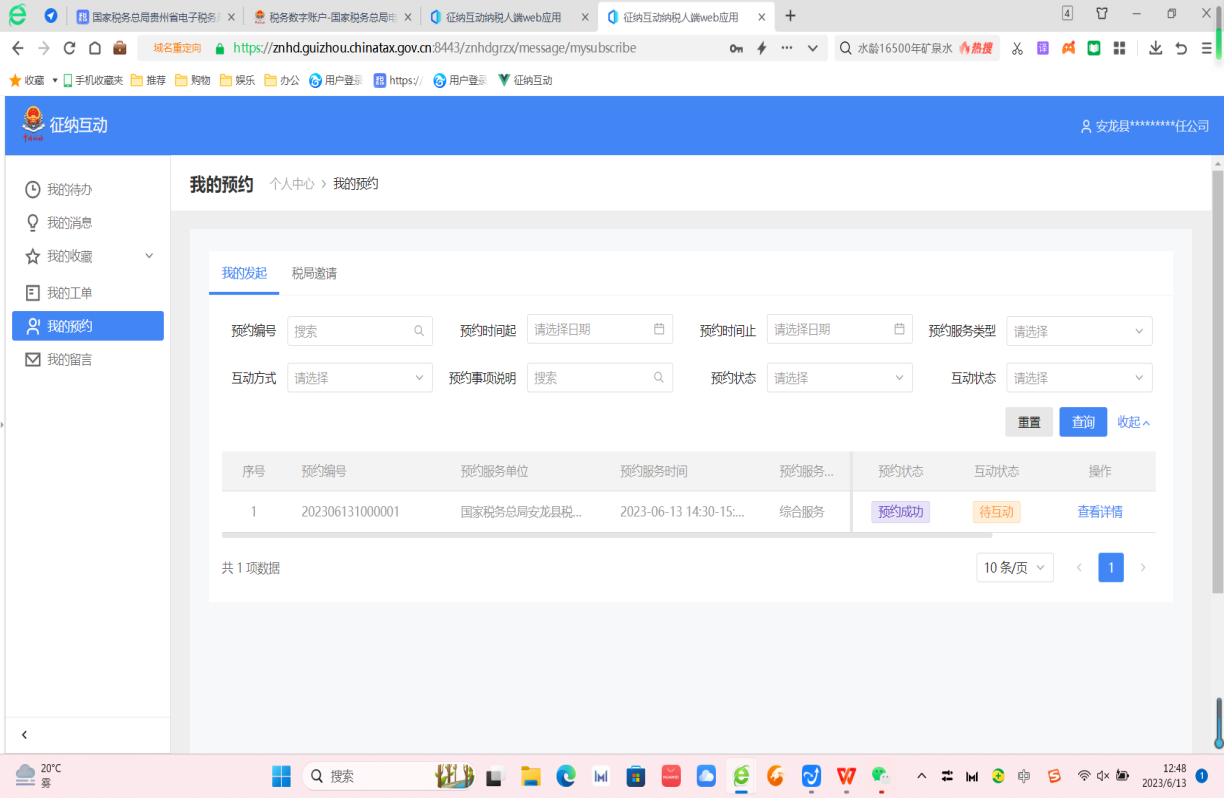 国家税务总局贵州省电子税务
税务数字账户-国家税务总局电
征纳互动纳税人端web应用
征纳互动纳税人端web应用
4
域名重定向
https://znhd.guizhou.chinatax.gov.cn:8443/znhdgrzx/message/mysubscribe
水龄16500年矿泉水
热搜
收藏
手机收藏夹
推荐
购物
娱乐
办公
用户登录
https://
用户登录
征纳互动
征纳互动
安龙县*********任公司
我的待办
我的消息
我的收藏
我的工单
我的预约
我的留言
我的预约
个人中心 > 我的预约
我的发起
税局邀请
预约编号 搜索
预约时间起 请选择日期
预约时间止 请选择日期
预约服务类型 请选择
互动方式 请选择
预约事项说明 搜索
预约状态 请选择
互动状态 请选择
重置 查询 收起
序号 预约编号 预约服务单位 预约服务时间 预约服务... 预约状态 互动状态 操作
1 202306131000001 国家税务总局安龙县税... 2023-06-13 14:30-15:... 综合服务 预约成功 待互动 查看详情
共 1 项数据
10 条/页
1
20℃
雾
搜索
中
12:48
2023/6/13
1